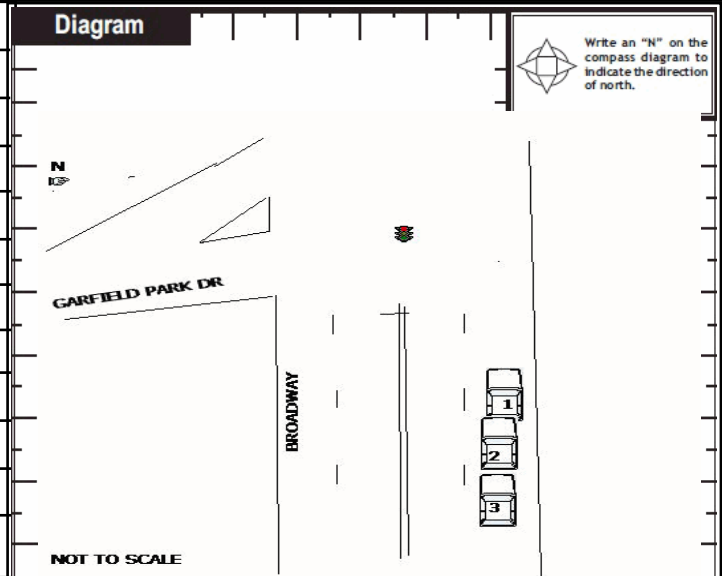 Diagram
Write an “N” on the
compass diagram to
indicate the direction
of north.
N
GARFIELD PARK DR
BROADWAY
1
2
3
NOT TO SCALE